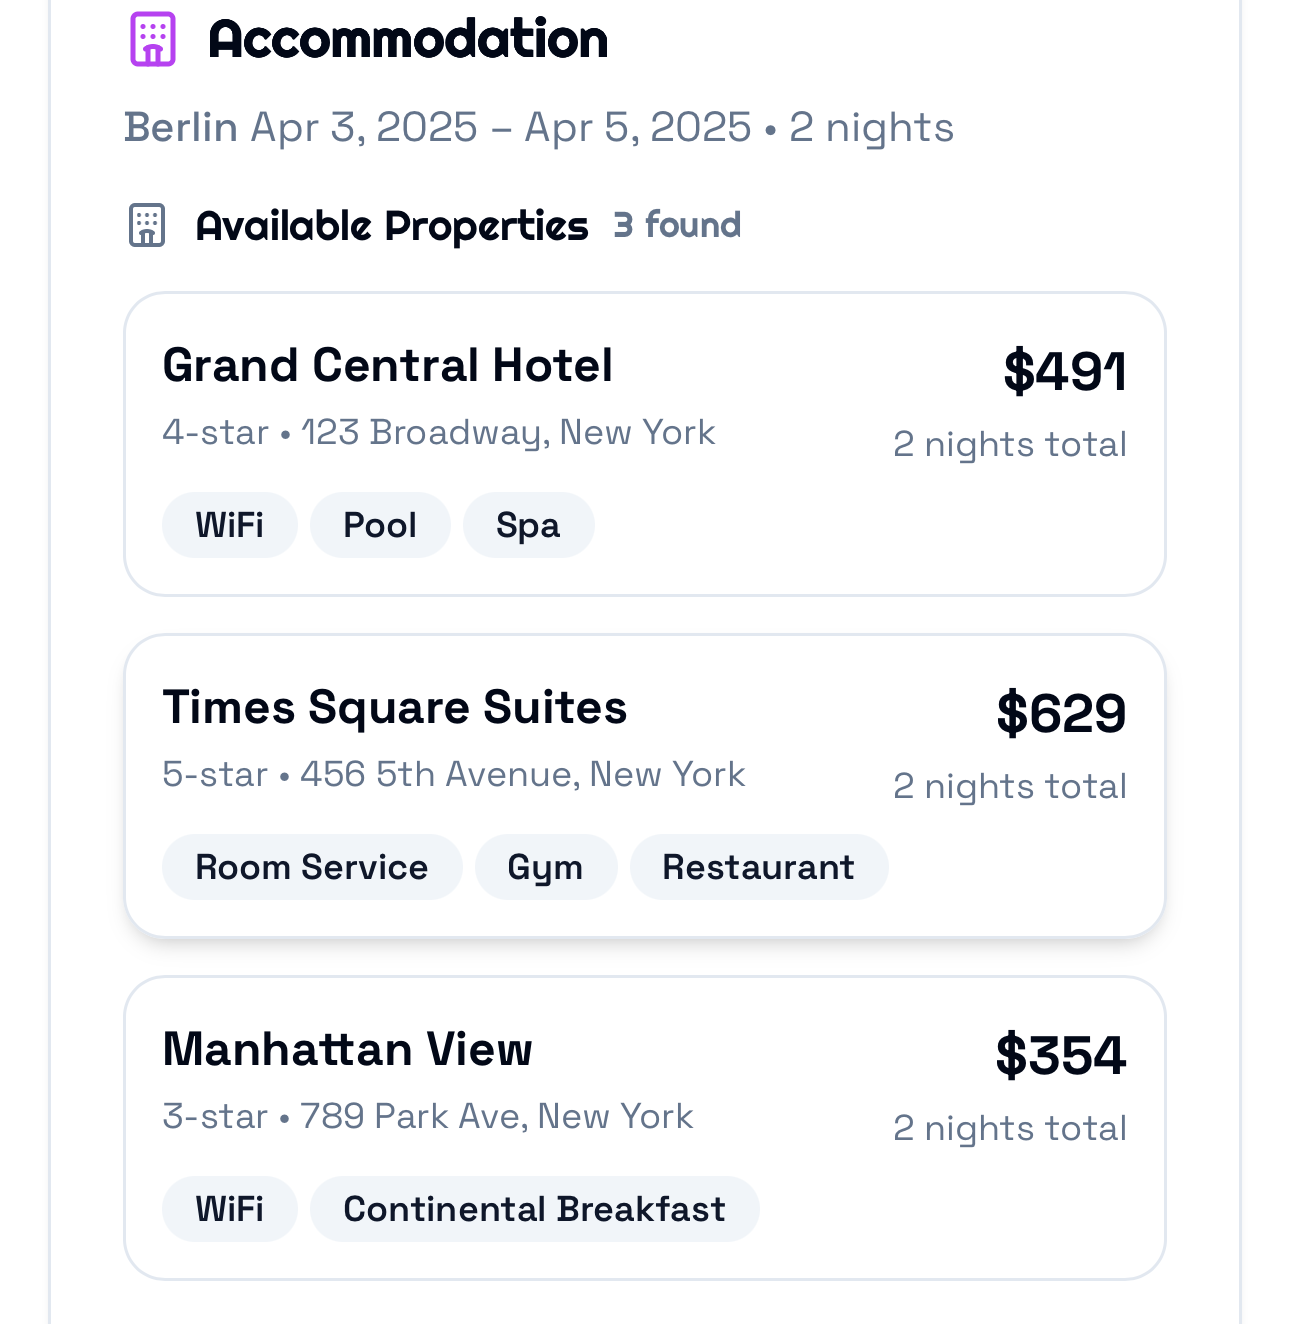 Accommodation
Berlin Apr 3, 2025 – Apr 5, 2025 • 2 nights
Available Properties 3 found
Grand Central Hotel
$491
4-star • 123 Broadway, New York
2 nights total
WiFi Pool Spa
Times Square Suites
$629
5-star • 456 5th Avenue, New York
2 nights total
Room Service Gym Restaurant
Manhattan View
$354
3-star • 789 Park Ave, New York
2 nights total
WiFi Continental Breakfast